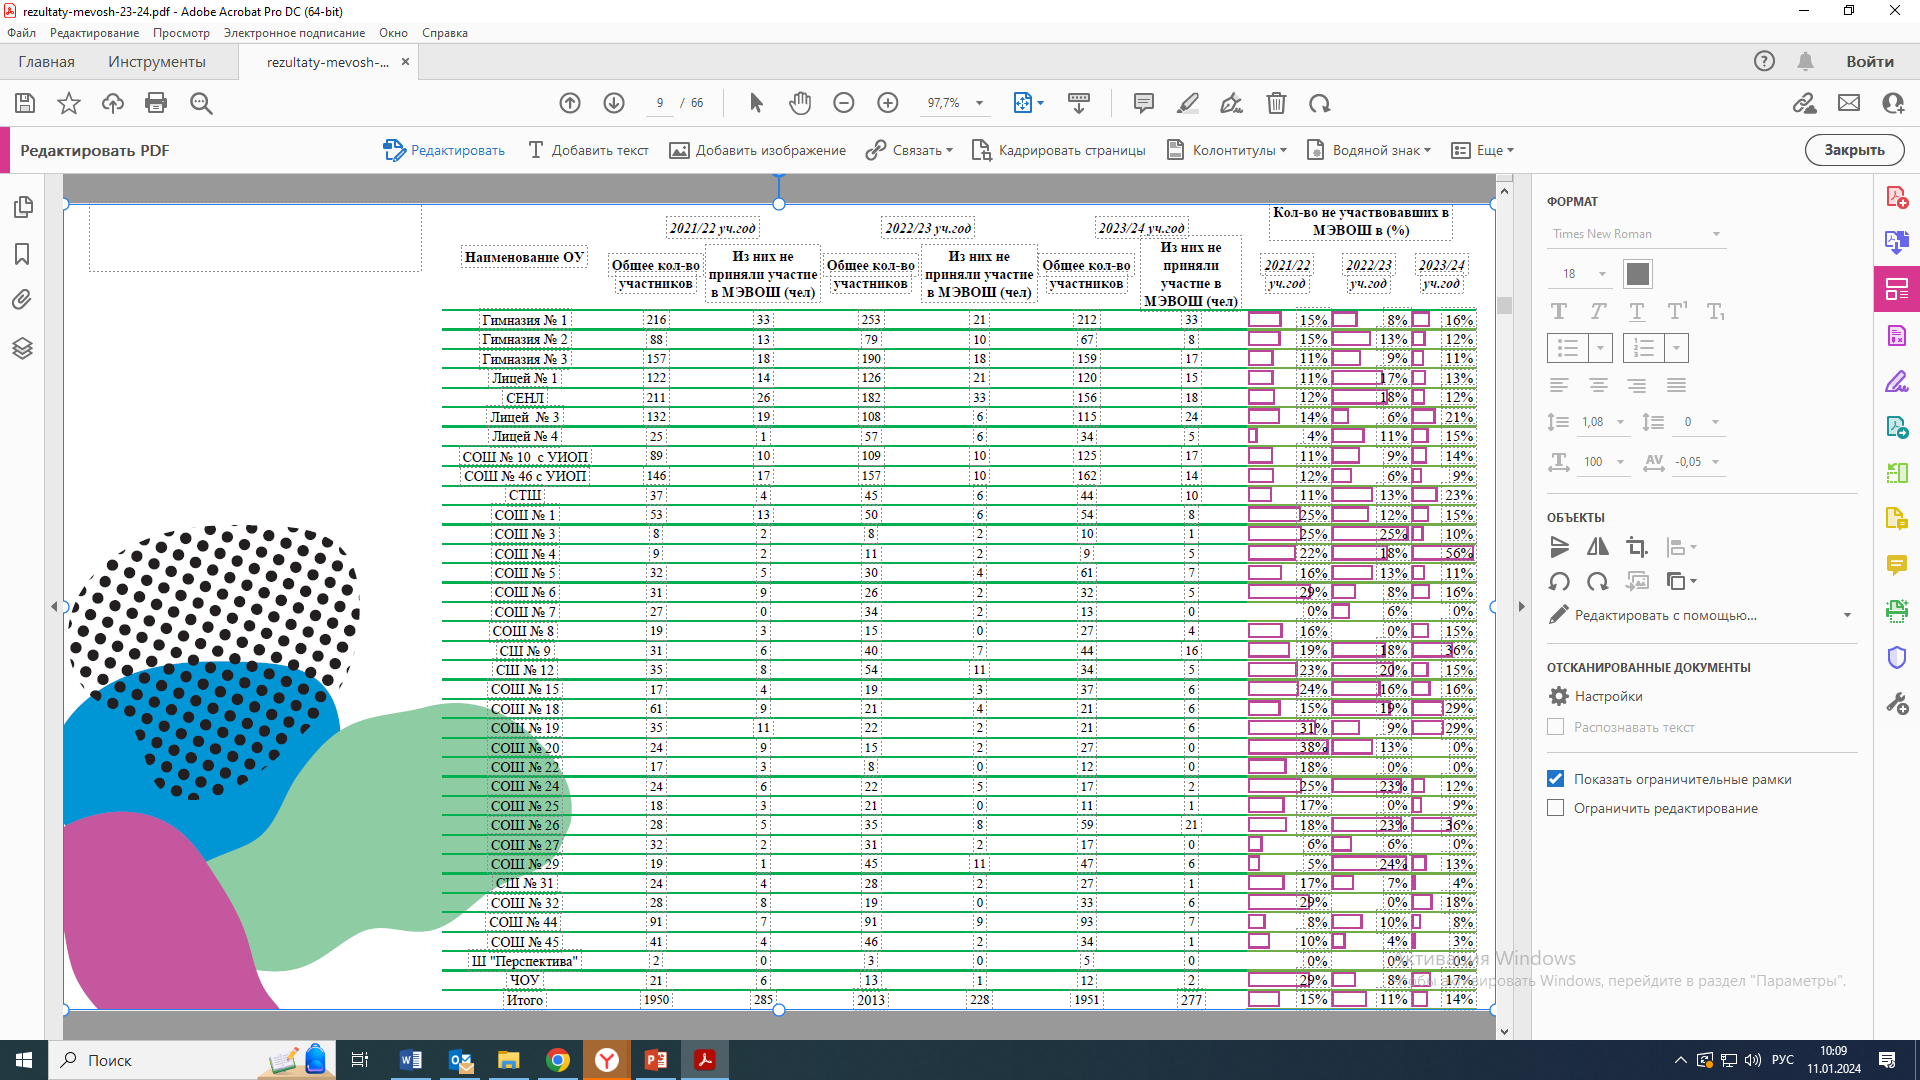 rezultaty-mevosh-23-24.pdf - Adobe Acrobat Pro DC (64-bit)
Файл Редактирование Просмотр Электронное подписание Окно Справка
Главная Инструменты rezultaty-mevosh-... × Войти
9 / 66 97,7%
Редактировать PDF Редактировать Добавить текст Добавить изображение Связать Кадрировать страницы Колонтитулы Водяной знак Еще Закрыть
2021/22 уч.год 2022/23 уч.год 2023/24 уч.год Кол-во не участвовавших в МЭВОШ в (%)
Наименование ОУ Общее кол-во участников Из них не приняли участие в МЭВОШ (чел) Общее кол-во участников Из них не приняли участие в МЭВОШ (чел) Общее кол-во участников Из них не приняли участие в МЭВОШ (чел) 2021/22 уч.год 2022/23 уч.год 2023/24 уч.год
Гимназия № 1 216 33 253 21 212 33 15% 8% 16%
Гимназия № 2 88 13 79 10 67 8 15% 13% 12%
Гимназия № 3 157 18 190 18 159 17 11% 9% 11%
Лицей № 1 122 14 126 21 120 15 11% 17% 13%
СЕНЛ 211 26 182 33 156 18 12% 18% 12%
Лицей № 3 132 19 108 6 115 24 14% 6% 21%
Лицей № 4 25 1 57 6 34 5 4% 11% 15%
СОШ № 10 с УИОП 89 10 109 10 125 17 11% 9% 14%
СОШ № 46 с УИОП 146 17 157 10 162 14 12% 6% 9%
СТШ 37 4 45 6 44 10 11% 13% 23%
СОШ № 1 53 13 50 6 54 8 25% 12% 15%
СОШ № 3 8 2 8 2 10 1 25% 25% 10%
СОШ № 4 9 2 11 2 9 5 22% 18% 56%
СОШ № 5 32 5 30 4 61 7 16% 13% 11%
СОШ № 6 31 9 26 2 32 5 29% 8% 16%
СОШ № 7 27 0 34 2 13 0 0% 6% 0%
СОШ № 8 19 3 15 0 27 4 16% 0% 15%
СШ № 9 31 6 40 7 44 16 19% 18% 36%
СШ № 12 35 8 54 11 34 5 23% 20% 15%
СОШ № 15 17 4 19 3 37 6 24% 16% 16%
СОШ № 18 61 9 21 4 21 6 15% 19% 29%
СОШ № 19 35 11 22 2 21 6 31% 9% 29%
СОШ № 20 24 9 15 2 27 0 38% 13% 0%
СОШ № 22 17 3 8 0 12 0 18% 0% 0%
СОШ № 24 24 6 22 5 17 2 25% 23% 12%
СОШ № 25 18 3 21 0 11 1 17% 0% 9%
СОШ № 26 28 5 35 8 59 21 18% 23% 36%
СОШ № 27 32 2 31 2 17 0 6% 6% 0%
СОШ № 29 19 1 45 11 47 6 5% 24% 13%
СШ № 31 24 4 28 2 27 1 17% 7% 4%
СОШ № 32 28 8 19 0 33 6 29% 0% 18%
СОШ № 44 91 7 91 9 93 7 8% 10% 8%
СОШ № 45 41 4 46 2 34 1 10% 4% 3%
Ш "Перспектива" 2 0 3 0 5 0 0% 0% 0%
ЧОУ 21 6 13 1 12 2 29% 8% 17%
Итого 1950 285 2013 228 1951 277 15% 11% 14%
ФОРМАТ
Times New Roman
18
1,08 0
100 -0,05
ОБЪЕКТЫ
Редактировать с помощью...
ОТСКАНИРОВАННЫЕ ДОКУМЕНТЫ
Настройки
Распознавать текст
Показать ограничительные рамки
Ограничить редактирование
Активация Windows
Чтобы активировать Windows, перейдите в раздел "Параметры".
Поиск РУС 10:09
11.01.2024